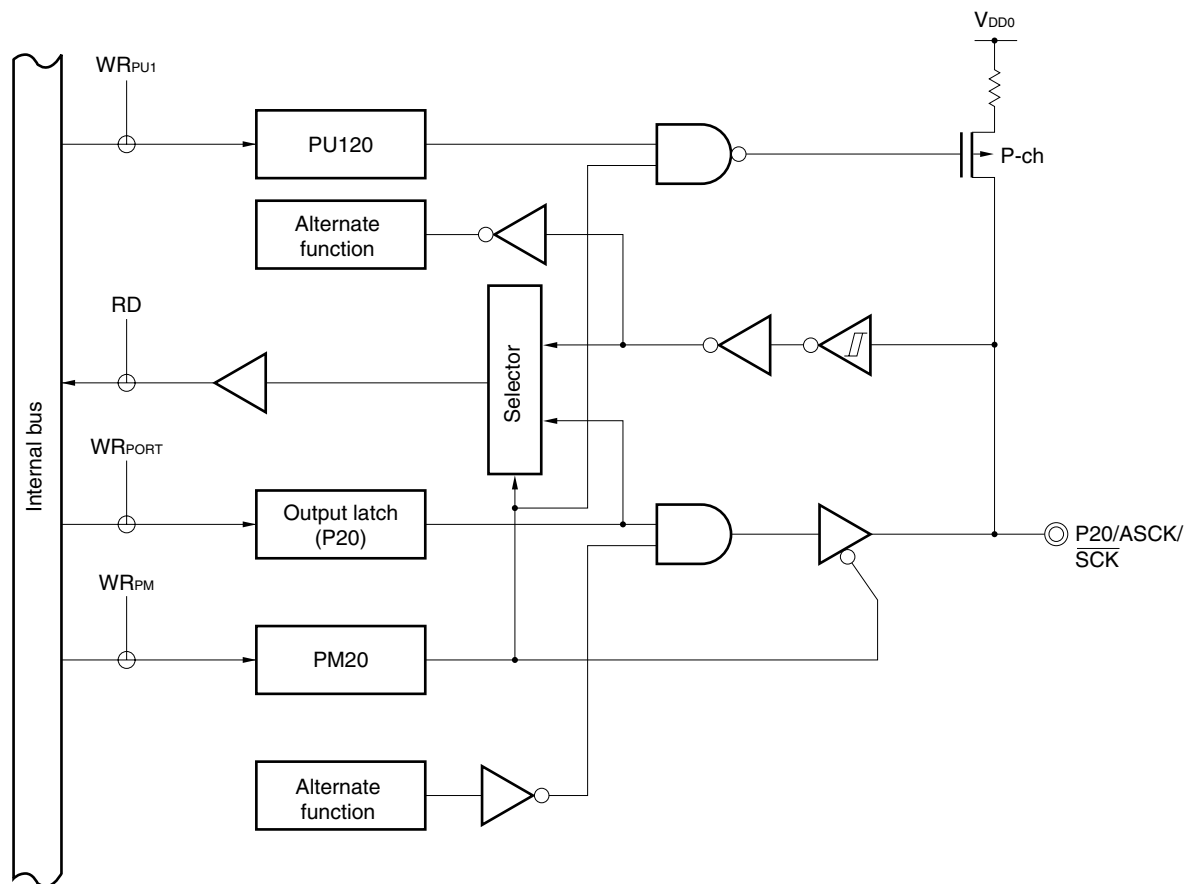 VDD0
WRPU1
PU120
P-ch
Alternate
function
RD
Selector
Internal bus
WRPORT
Output latch
(P20)
P20/ASCK/
SCK
WRPM
PM20
Alternate
function